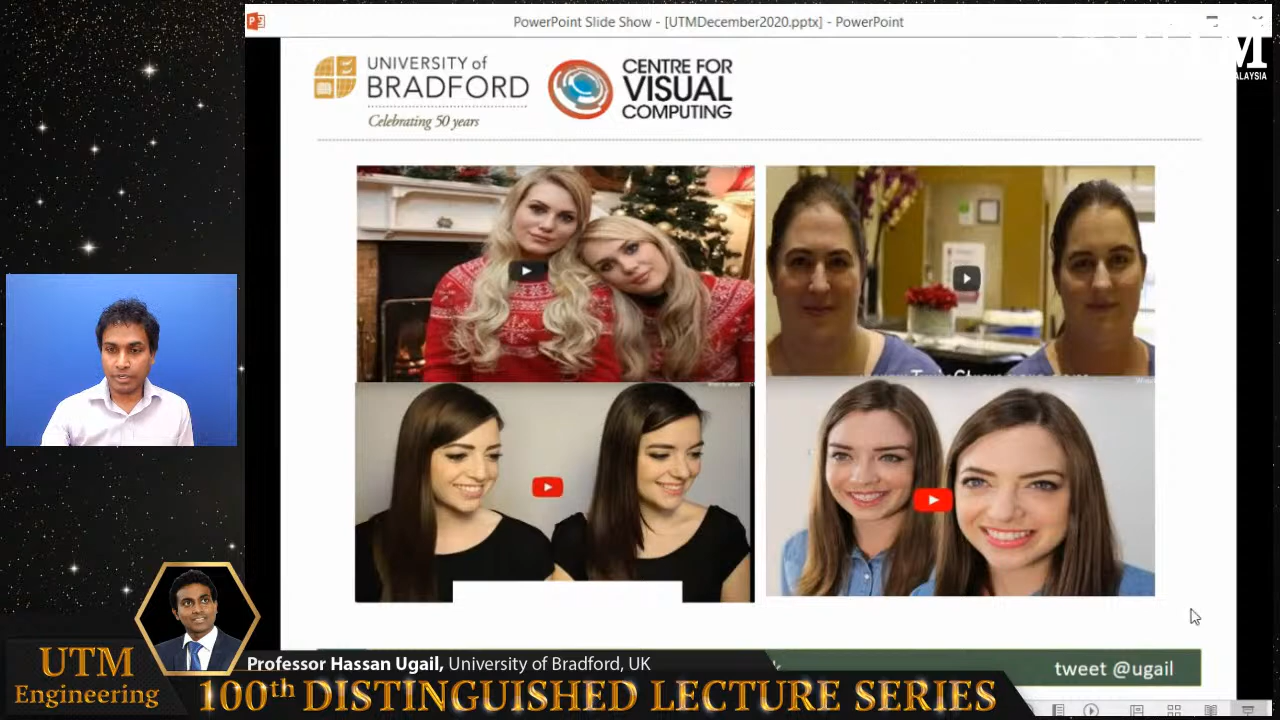 PowerPoint Slide Show - [UTMDecember2020.pptx] - PowerPoint
UNIVERSITY of
BRADFORD
Celebrating 50 years
CENTRE FOR
VISUAL
COMPUTING
tweet @ugail
UTM
Engineering
Professor Hassan Ugail, University of Bradford, UK
100th DISTINGUISHED LECTURE SERIES